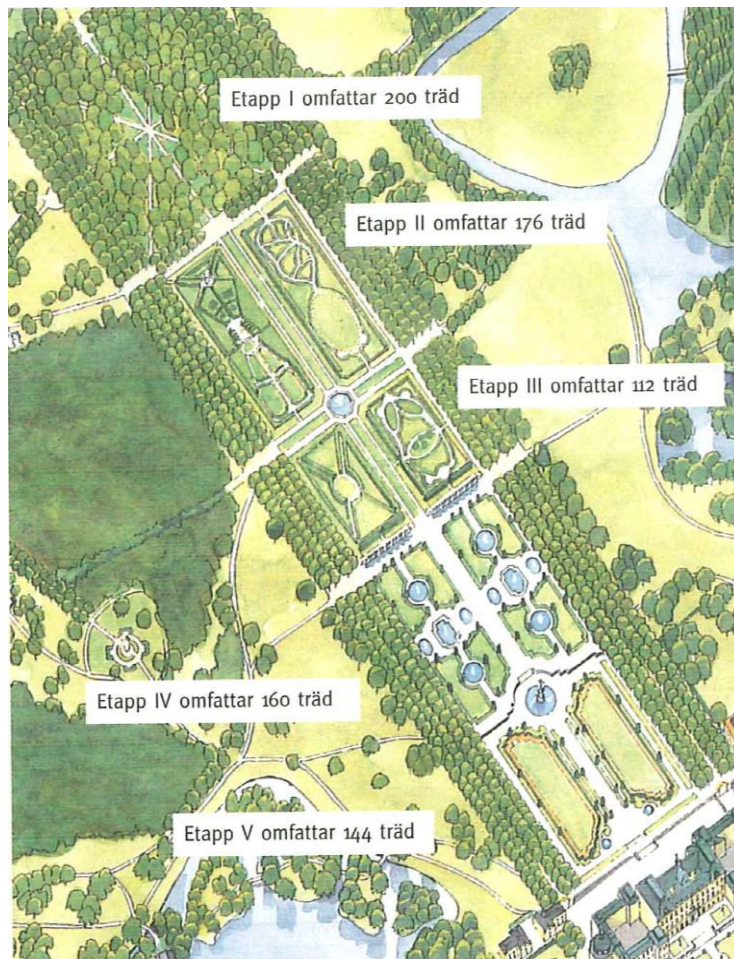 Etapp I omfattar 200 träd
Etapp II omfattar 176 träd
Etapp III omfattar 112 träd
Etapp IV omfattar 160 träd
Etapp V omfattar 144 träd